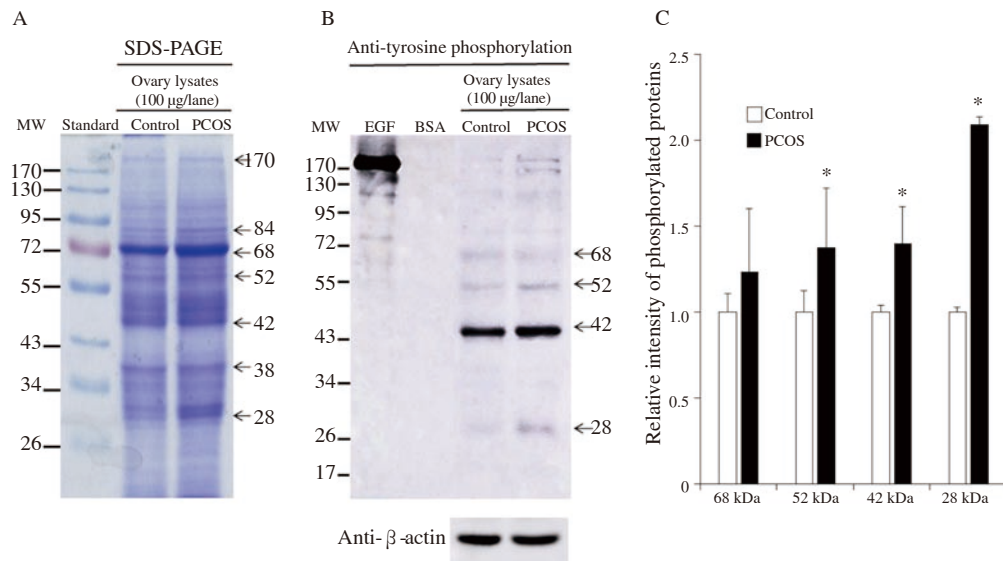 A
SDS-PAGE
Ovary lysates
(100 μg/lane)
MW Standard Control PCOS
170
130
95
72
55
43
34
26
170
84
68
52
42
38
28
B
Anti-tyrosine phosphorylation
Ovary lysates
(100 μg/lane)
MW EGF BSA Control PCOS
170
130
95
72
55
43
34
26
17
68
52
42
28
Anti-β-actin
C
Relative intensity of phosphorylated proteins
2.5
2.0
1.5
1.0
0.5
0
Control
PCOS
* * *
68 kDa 52 kDa 42 kDa 28 kDa